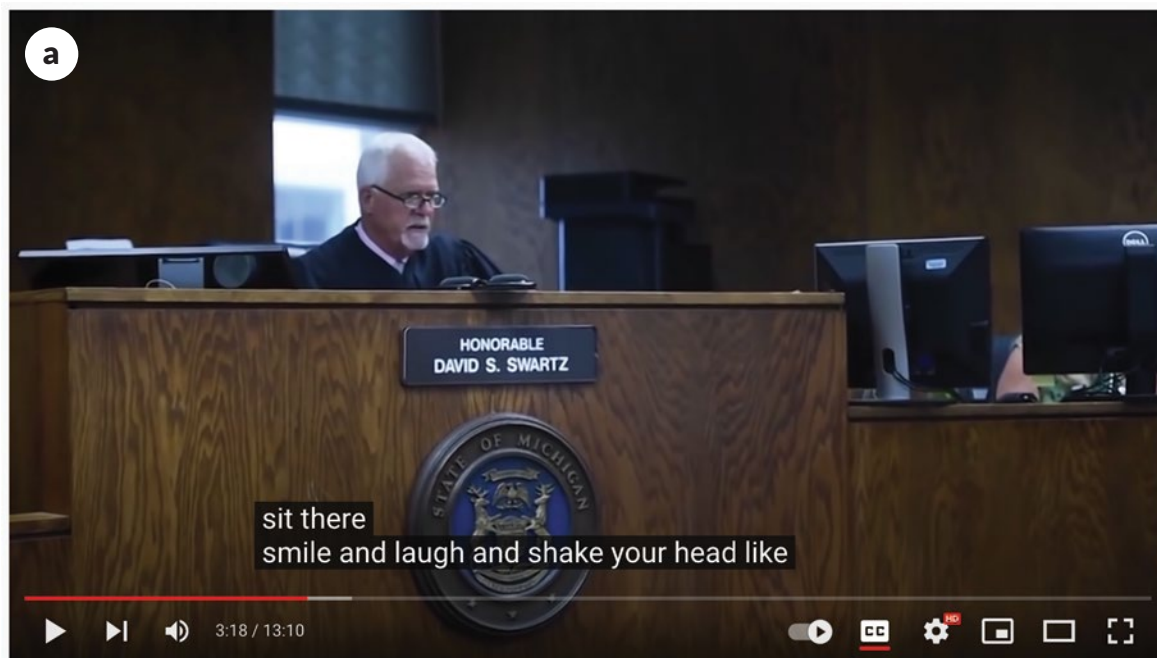 a
DELL
HONORABLE
DAVID S. SWARTZ
STATE OF MICHIGAN
sit there
smile and laugh and shake your head like
3:18 / 13:10
CC
HD